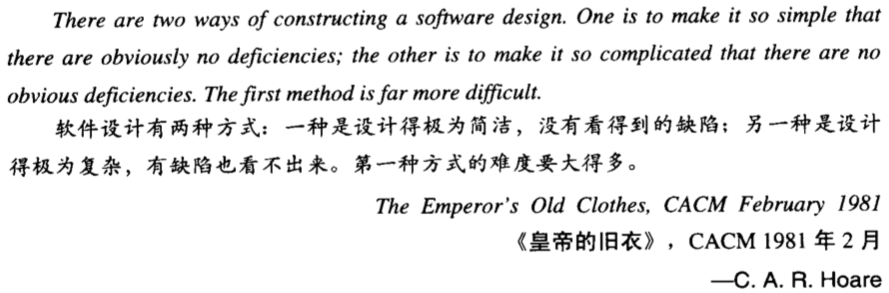 There are two ways of constructing a software design. One is to make it so simple that
there are obviously no deficiencies; the other is to make it so complicated that there are no
obvious deficiencies. The first method is far more difficult.
软件设计有两种方式：一种是设计得极为简洁，没有看得到的缺陷；另一种是设计
得极为复杂，有缺陷也看不出来。第一种方式的难度要大得多。
The Emperor's Old Clothes, CACM February 1981
《皇帝的旧衣》，CACM 1981 年 2 月
—C. A. R. Hoare